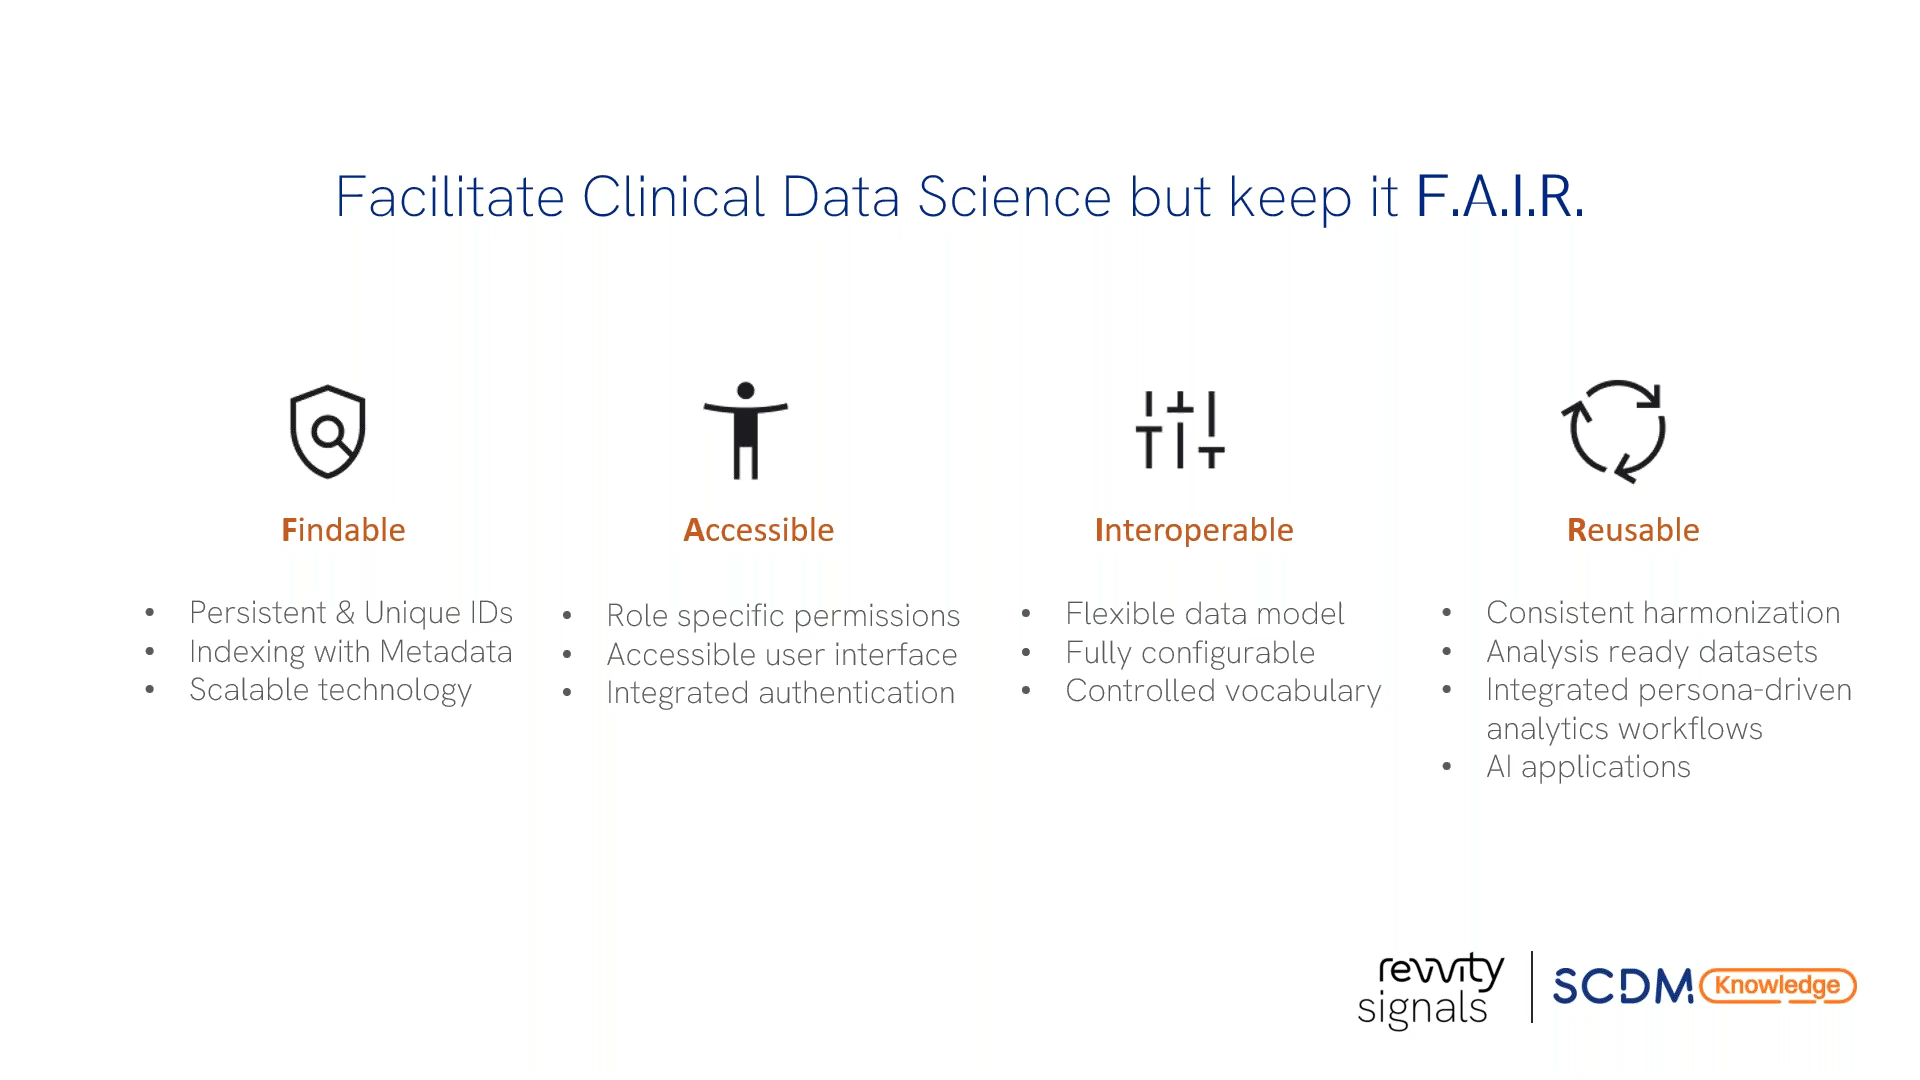 Facilitate Clinical Data Science but keep it F.A.I.R.
Findable
• Persistent & Unique IDs
• Indexing with Metadata
• Scalable technology
Accessible
• Role specific permissions
• Accessible user interface
• Integrated authentication
Interoperable
• Flexible data model
• Fully configurable
• Controlled vocabulary
Reusable
• Consistent harmonization
• Analysis ready datasets
• Integrated persona-driven
analytics workflows
• AI applications
revvity
signals
SCDM Knowledge